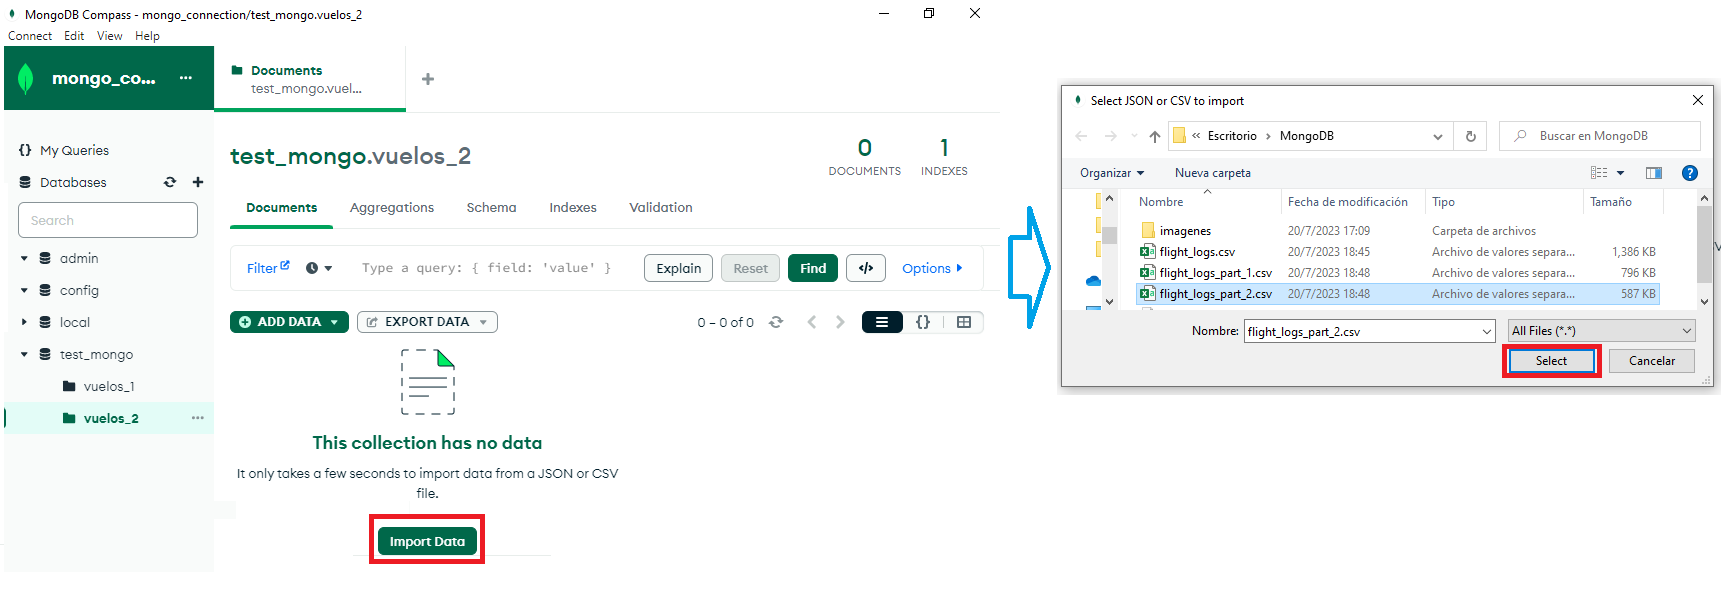 MongoDB Compass - mongo_connection/test_mongo.vuelos_2
Connect Edit View Help
mongo_co... ...
Documents
test_mongo.vuel...
My Queries
Databases
Search
admin
config
local
test_mongo
vuelos_1
vuelos_2 ...
test_mongo.vuelos_2
0 1
DOCUMENTS INDEXES
Documents Aggregations Schema Indexes Validation
Filter Type a query: { field: 'value' } Explain Reset Find </> Options
ADD DATA EXPORT DATA 0 – 0 of 0 {}
This collection has no data
It only takes a few seconds to import data from a JSON or CSV
file.
Import Data
Select JSON or CSV to import
« Escritorio > MongoDB Buscar en MongoDB
Organizar Nueva carpeta ?
Nombre Fecha de modificación Tipo Tamaño
imagenes 20/7/2023 17:09 Carpeta de archivos
flight_logs.csv 20/7/2023 18:45 Archivo de valores separa... 1,386 KB
flight_logs_part_1.csv 20/7/2023 18:48 Archivo de valores separa... 796 KB
flight_logs_part_2.csv 20/7/2023 18:48 Archivo de valores separa... 587 KB
Nombre: flight_logs_part_2.csv All Files (*.*)
Select Cancelar